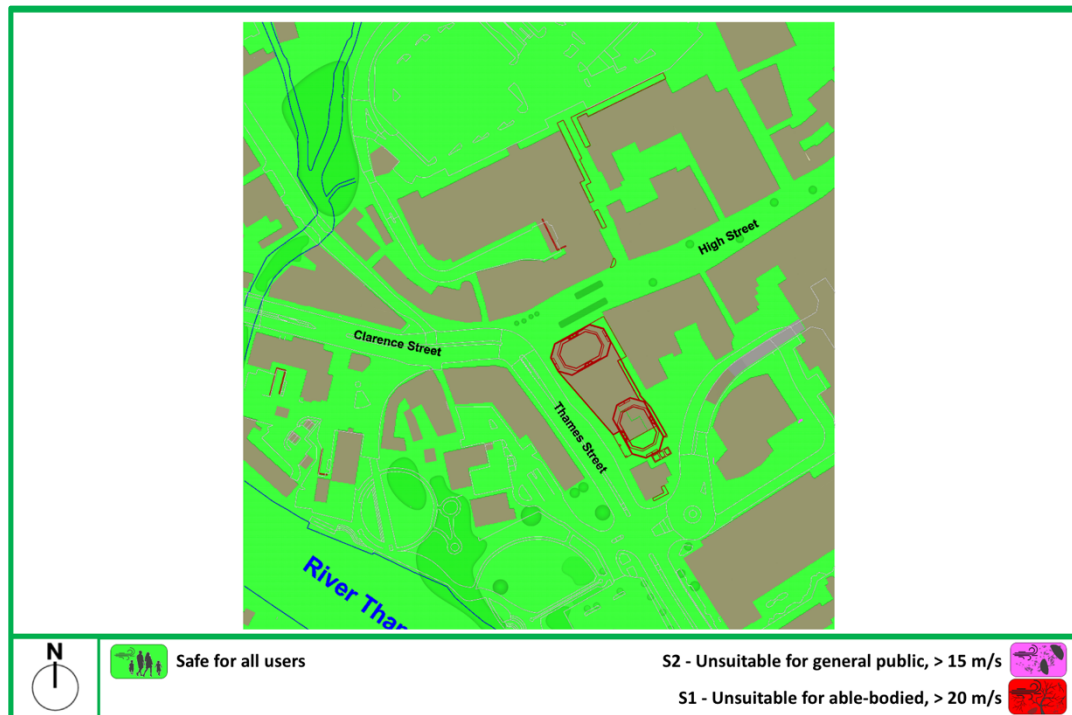 High Street
Clarence Street
Thames Street
River Tha
N
Safe for all users
S2 - Unsuitable for general public, > 15 m/s
S1 - Unsuitable for able-bodied, > 20 m/s